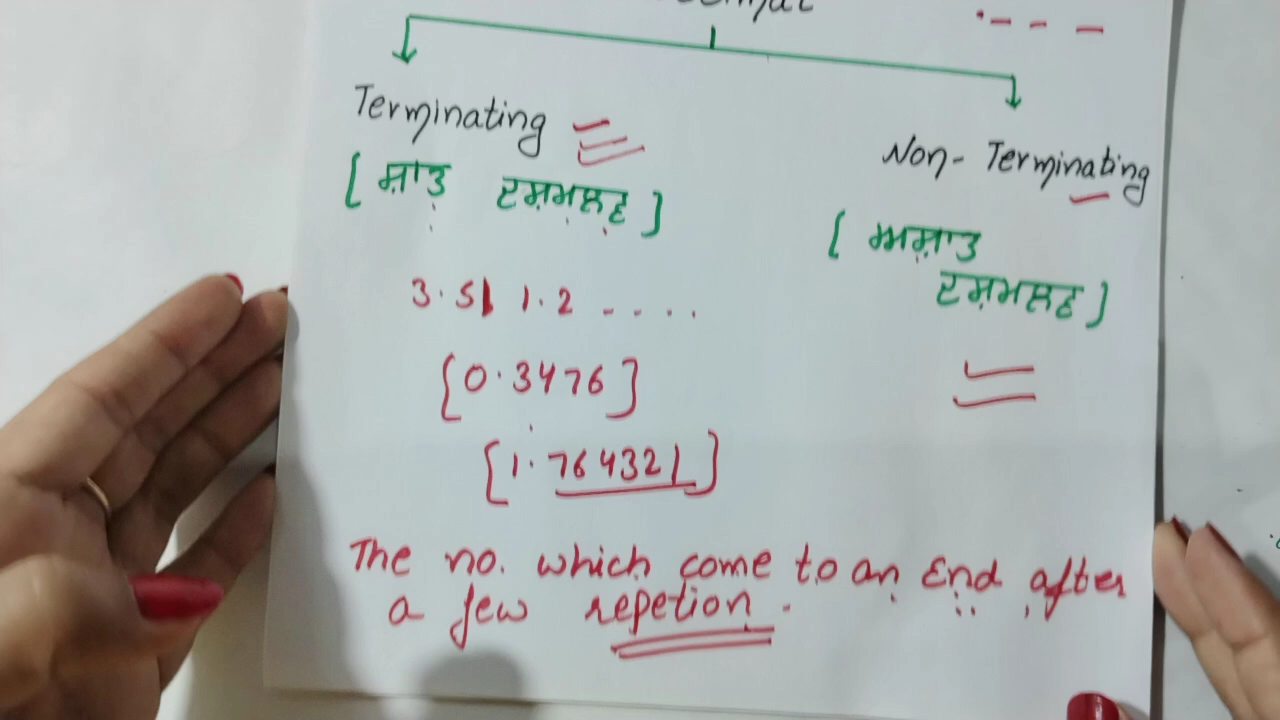 Terminating
[ ਸ਼ਾਤ ਦਸ਼ਮਲਵ ]
Non- Terminating
[ ਅਸ਼ਾਤ
ਦਸ਼ਮਲਵ ]
3.5| 1.2 .....
[0.3476]
[1.764321]
The no. which come to an End after
a few repetion.